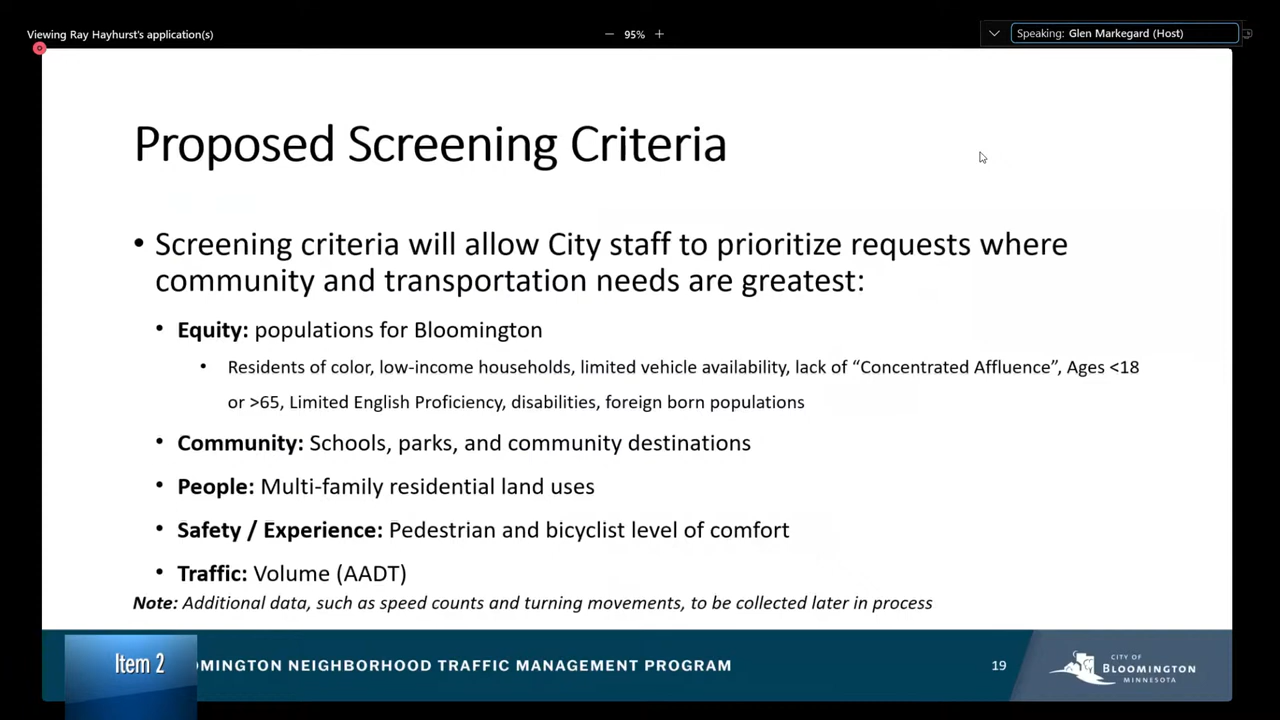 Viewing Ray Hayhurst's application(s)
95%
Speaking: Glen Markegard (Host)
Proposed Screening Criteria
• Screening criteria will allow City staff to prioritize requests where
community and transportation needs are greatest:
• Equity: populations for Bloomington
• Residents of color, low-income households, limited vehicle availability, lack of “Concentrated Affluence”, Ages <18
or >65, Limited English Proficiency, disabilities, foreign born populations
• Community: Schools, parks, and community destinations
• People: Multi-family residential land uses
• Safety / Experience: Pedestrian and bicyclist level of comfort
• Traffic: Volume (AADT)
Note: Additional data, such as speed counts and turning movements, to be collected later in process
Item 2
OMINGTON NEIGHBORHOOD TRAFFIC MANAGEMENT PROGRAM
19
CITY OF
BLOOMINGTON
MINNESOTA